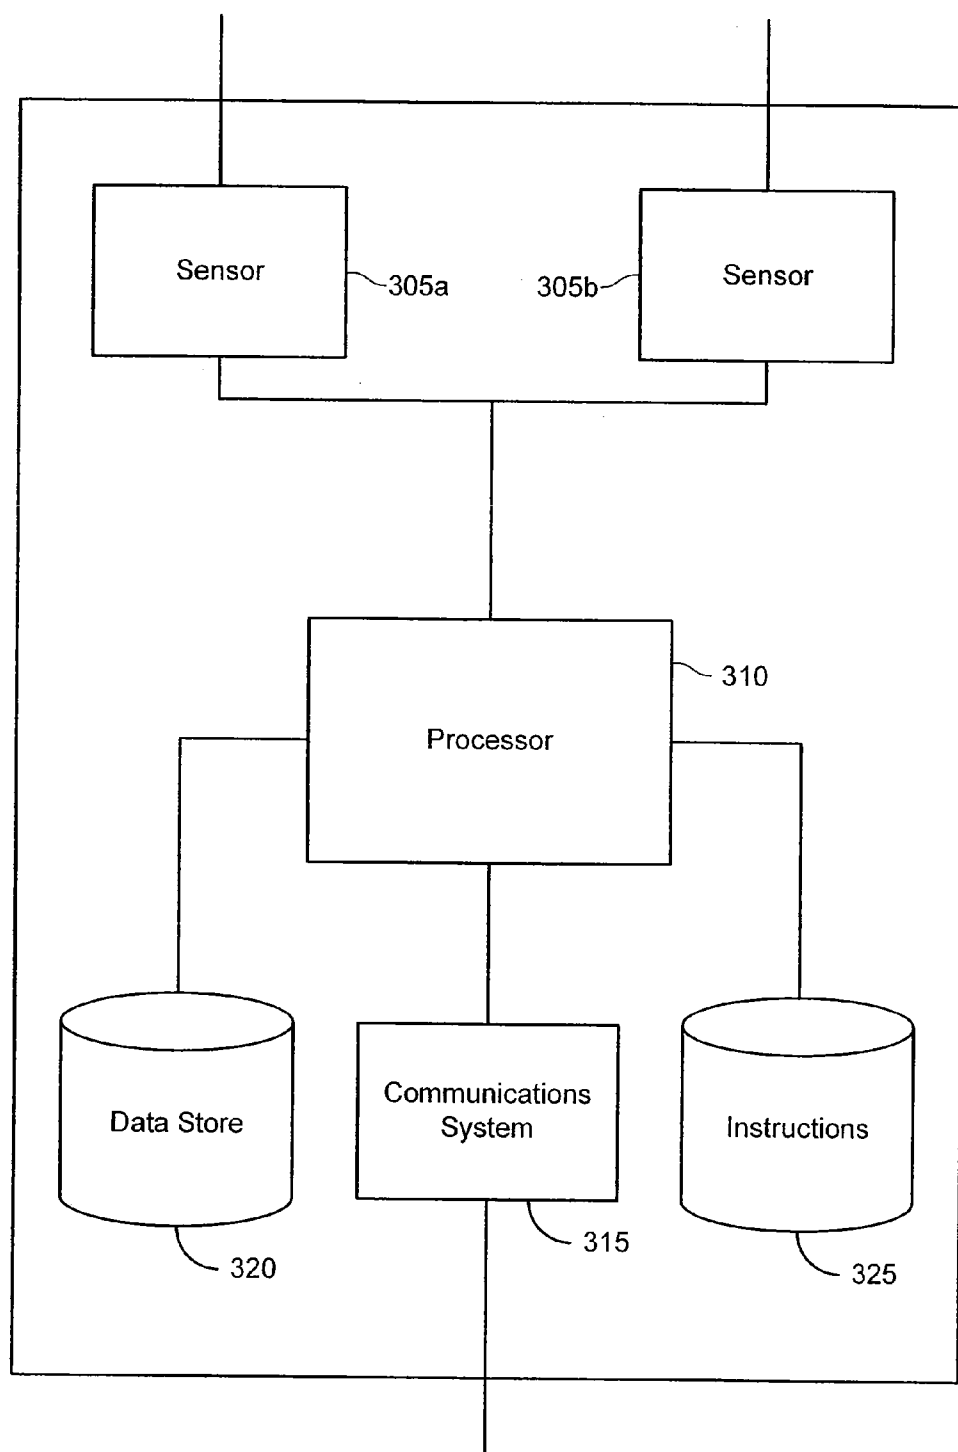 Sensor
305a
305b
Sensor
310
Processor
Data Store
Communications
System
Instructions
320
315
325